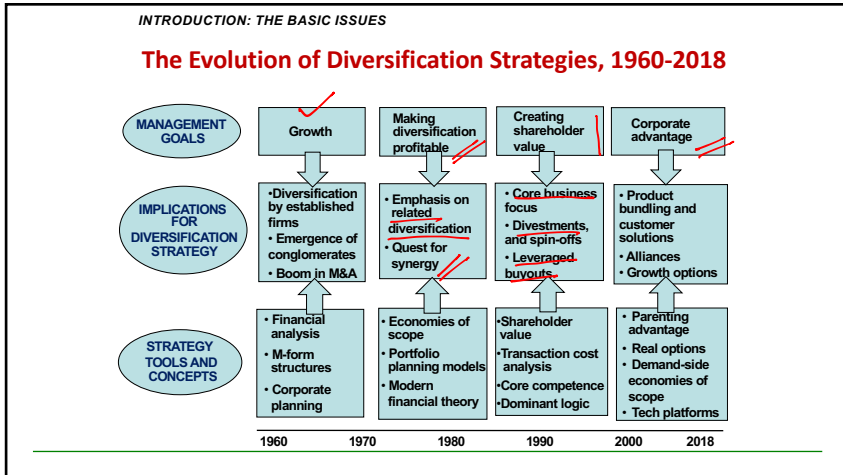 INTRODUCTION: THE BASIC ISSUES
The Evolution of Diversification Strategies, 1960-2018
MANAGEMENT
GOALS
Growth
Making
diversification
profitable
Creating
shareholder
value
Corporate
advantage
IMPLICATIONS
FOR
DIVERSIFICATION
STRATEGY
•Diversification
by established
firms
• Emergence of
conglomerates
• Boom in M&A
• Emphasis on
related
diversification
• Quest for
synergy
• Core business
focus
• Divestments,
and spin-offs
• Leveraged
buyouts
• Product
bundling and
customer
solutions
• Alliances
• Growth options
STRATEGY
TOOLS AND
CONCEPTS
• Financial
analysis
• M-form
structures
• Corporate
planning
• Economies of
scope
• Portfolio
planning models
• Modern
financial theory
•Shareholder
value
•Transaction cost
analysis
•Core competence
•Dominant logic
• Parenting
advantage
• Real options
• Demand-side
economies of
scope
• Tech platforms
1960 1970 1980 1990 2000 2018